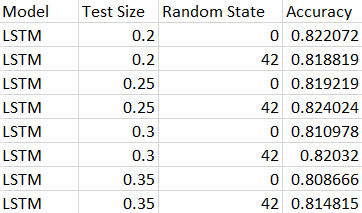 Model Test Size Random State Accuracy
LSTM 0.2 0 0.822072
LSTM 0.2 42 0.818819
LSTM 0.25 0 0.819219
LSTM 0.25 42 0.824024
LSTM 0.3 0 0.810978
LSTM 0.3 42 0.82032
LSTM 0.35 0 0.808666
LSTM 0.35 42 0.814815